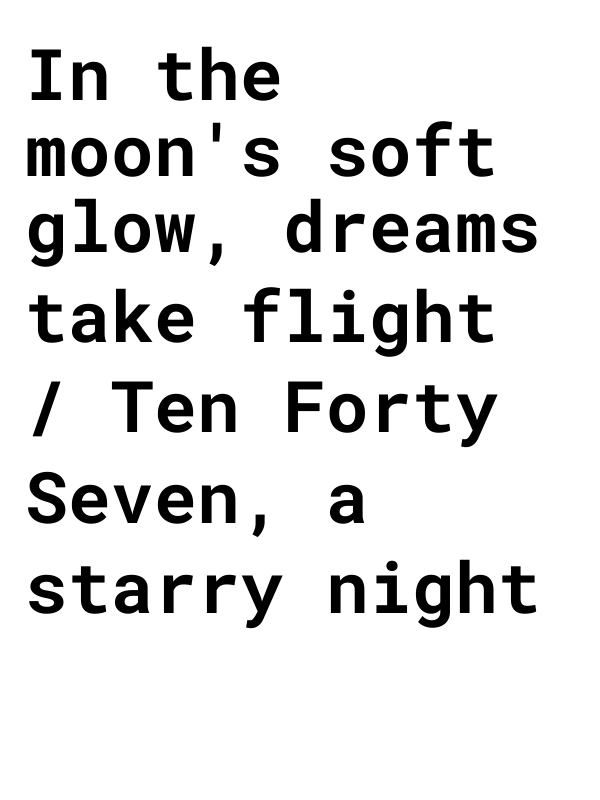 In the
moon's soft
glow, dreams
take flight
/ Ten Forty
Seven, a
starry night